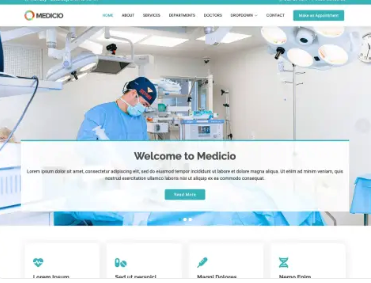 MEDICIO
HOME ABOUT SERVICES DEPARTMENTS DOCTORS DROPDOWN CONTACT Make an Appointment
Welcome to Medicio
Lorem ipsum dolor sit amet, consectetur adipiscing elit, sed do eiusmod tempor incididunt ut labore et dolore magna aliqua. Ut enim ad minim veniam, quis
nostrud exercitation ullamco laboris nisi ut aliquip ex ea commodo consequat.
Read More
Lorem Ipsum Sed ut perspici Magni Dolores Nemo Enim